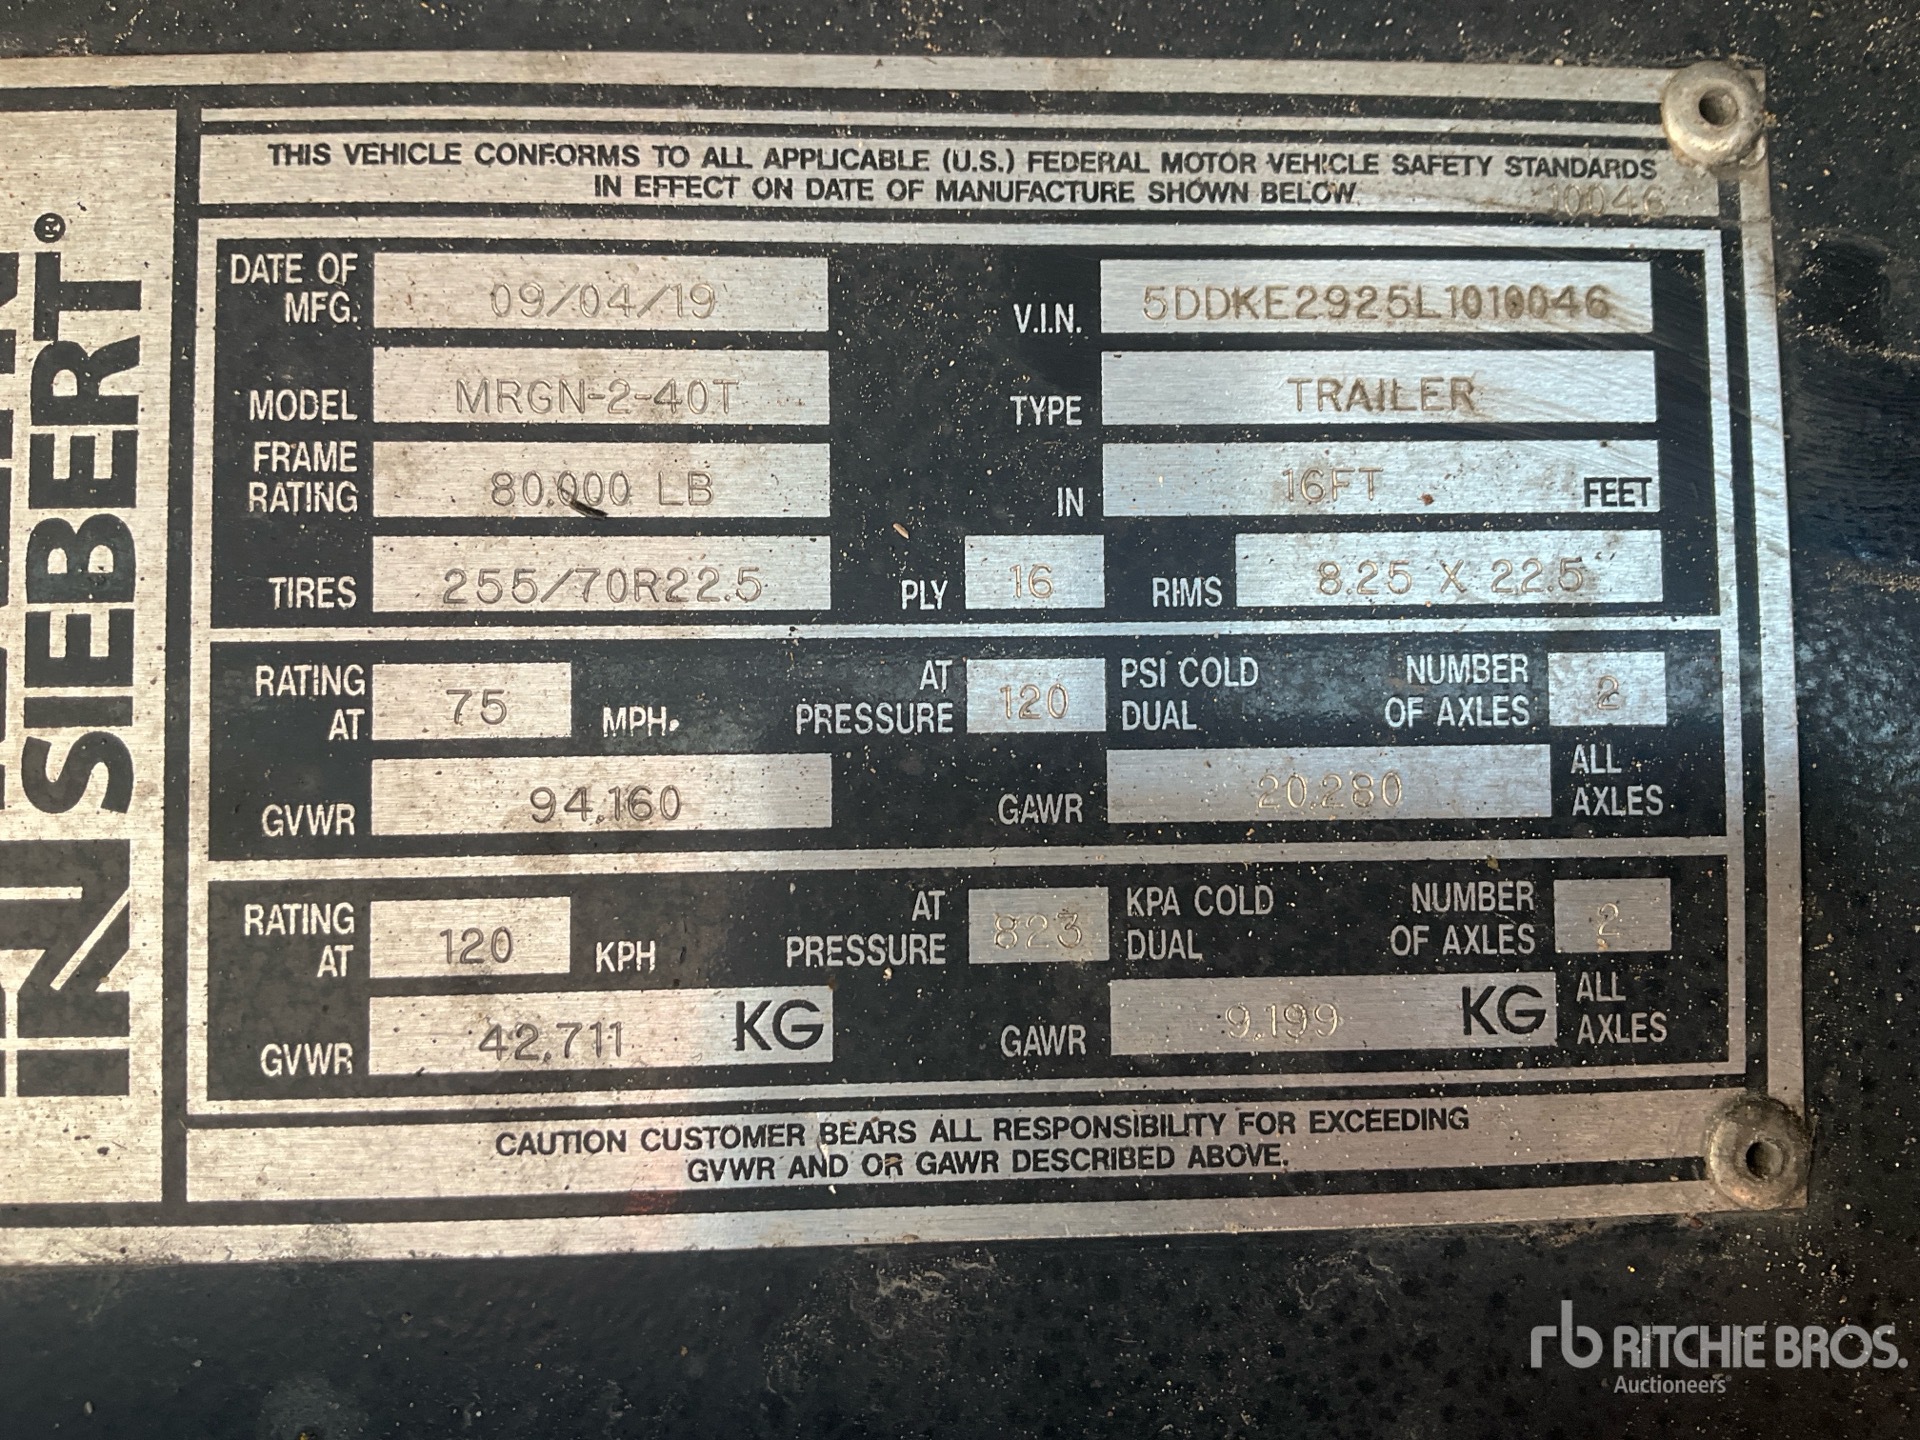 SIEBERT®
THIS VEHICLE CONFORMS TO ALL APPLICABLE (U.S.) FEDERAL MOTOR VEHICLE SAFETY STANDARDS
IN EFFECT ON DATE OF MANUFACTURE SHOWN BELOW
10046
DATE OF MFG. 09/04/19 V.I.N. 5DDKE2925L1010046
MODEL MRGN-2-40T TYPE TRAILER
FRAME RATING 80,000 LB IN 16FT FEET
TIRES 255/70R22.5 PLY 16 RIMS 8.25 X 22.5
RATING AT 75 MPH. AT PRESSURE 120 PSI COLD DUAL NUMBER OF AXLES 2
GVWR 94,160 GAWR 20,280 ALL AXLES
RATING AT 120 KPH AT PRESSURE 823 KPA COLD DUAL NUMBER OF AXLES 2
GVWR 42,711 KG GAWR 9,199 KG ALL AXLES
CAUTION CUSTOMER BEARS ALL RESPONSIBILITY FOR EXCEEDING
GVWR AND OR GAWR DESCRIBED ABOVE.
rb RITCHIE BROS.
Auctioneers